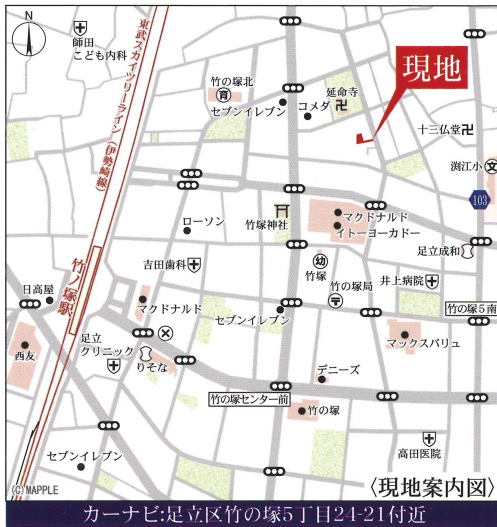 N
師田
こども内科
東武スカイツリーライン(伊勢崎線)
竹の塚北
育
セブンイレブン
コメダ
延命寺
卍
現地
十三仏堂卍
渕江小
文
103
ローソン
竹塚神社
マクドナルド
イトーヨーカドー
足立成和
吉田歯科
幼
竹塚
竹の塚局
〒
井上病院
竹ノ塚駅
日高屋
マクドナルド
セブンイレブン
竹の塚5南
西友
足立
クリニック
りそな
マックスバリュ
デニーズ
竹の塚センター前
竹の塚
高田医院
セブンイレブン
(C)MAPPLE
〈現地案内図〉
カーナビ:足立区竹の塚5丁目24-21付近